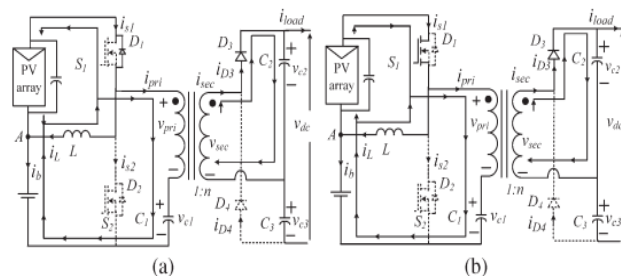 (a)
i_s1
PV
array
S_1
D_1
i_pri
v_pri
A
i_L
L
i_b
i_s2
D_2
S_2
C_1
v_c1
1:n
i_sec
v_sec
D_3
i_D3
C_2
v_c2
i_load
v_dc
D_4
i_D4
C_3
v_c3
(a)
(b)
i_s1
PV
array
S_1
D_1
i_pri
v_pri
A
i_L
L
i_b
i_s2
D_2
S_2
C_1
v_c1
1:n
i_sec
v_sec
D_3
i_D3
C_2
v_c2
i_load
v_dc
D_4
i_D4
C_3
v_c3
(b)